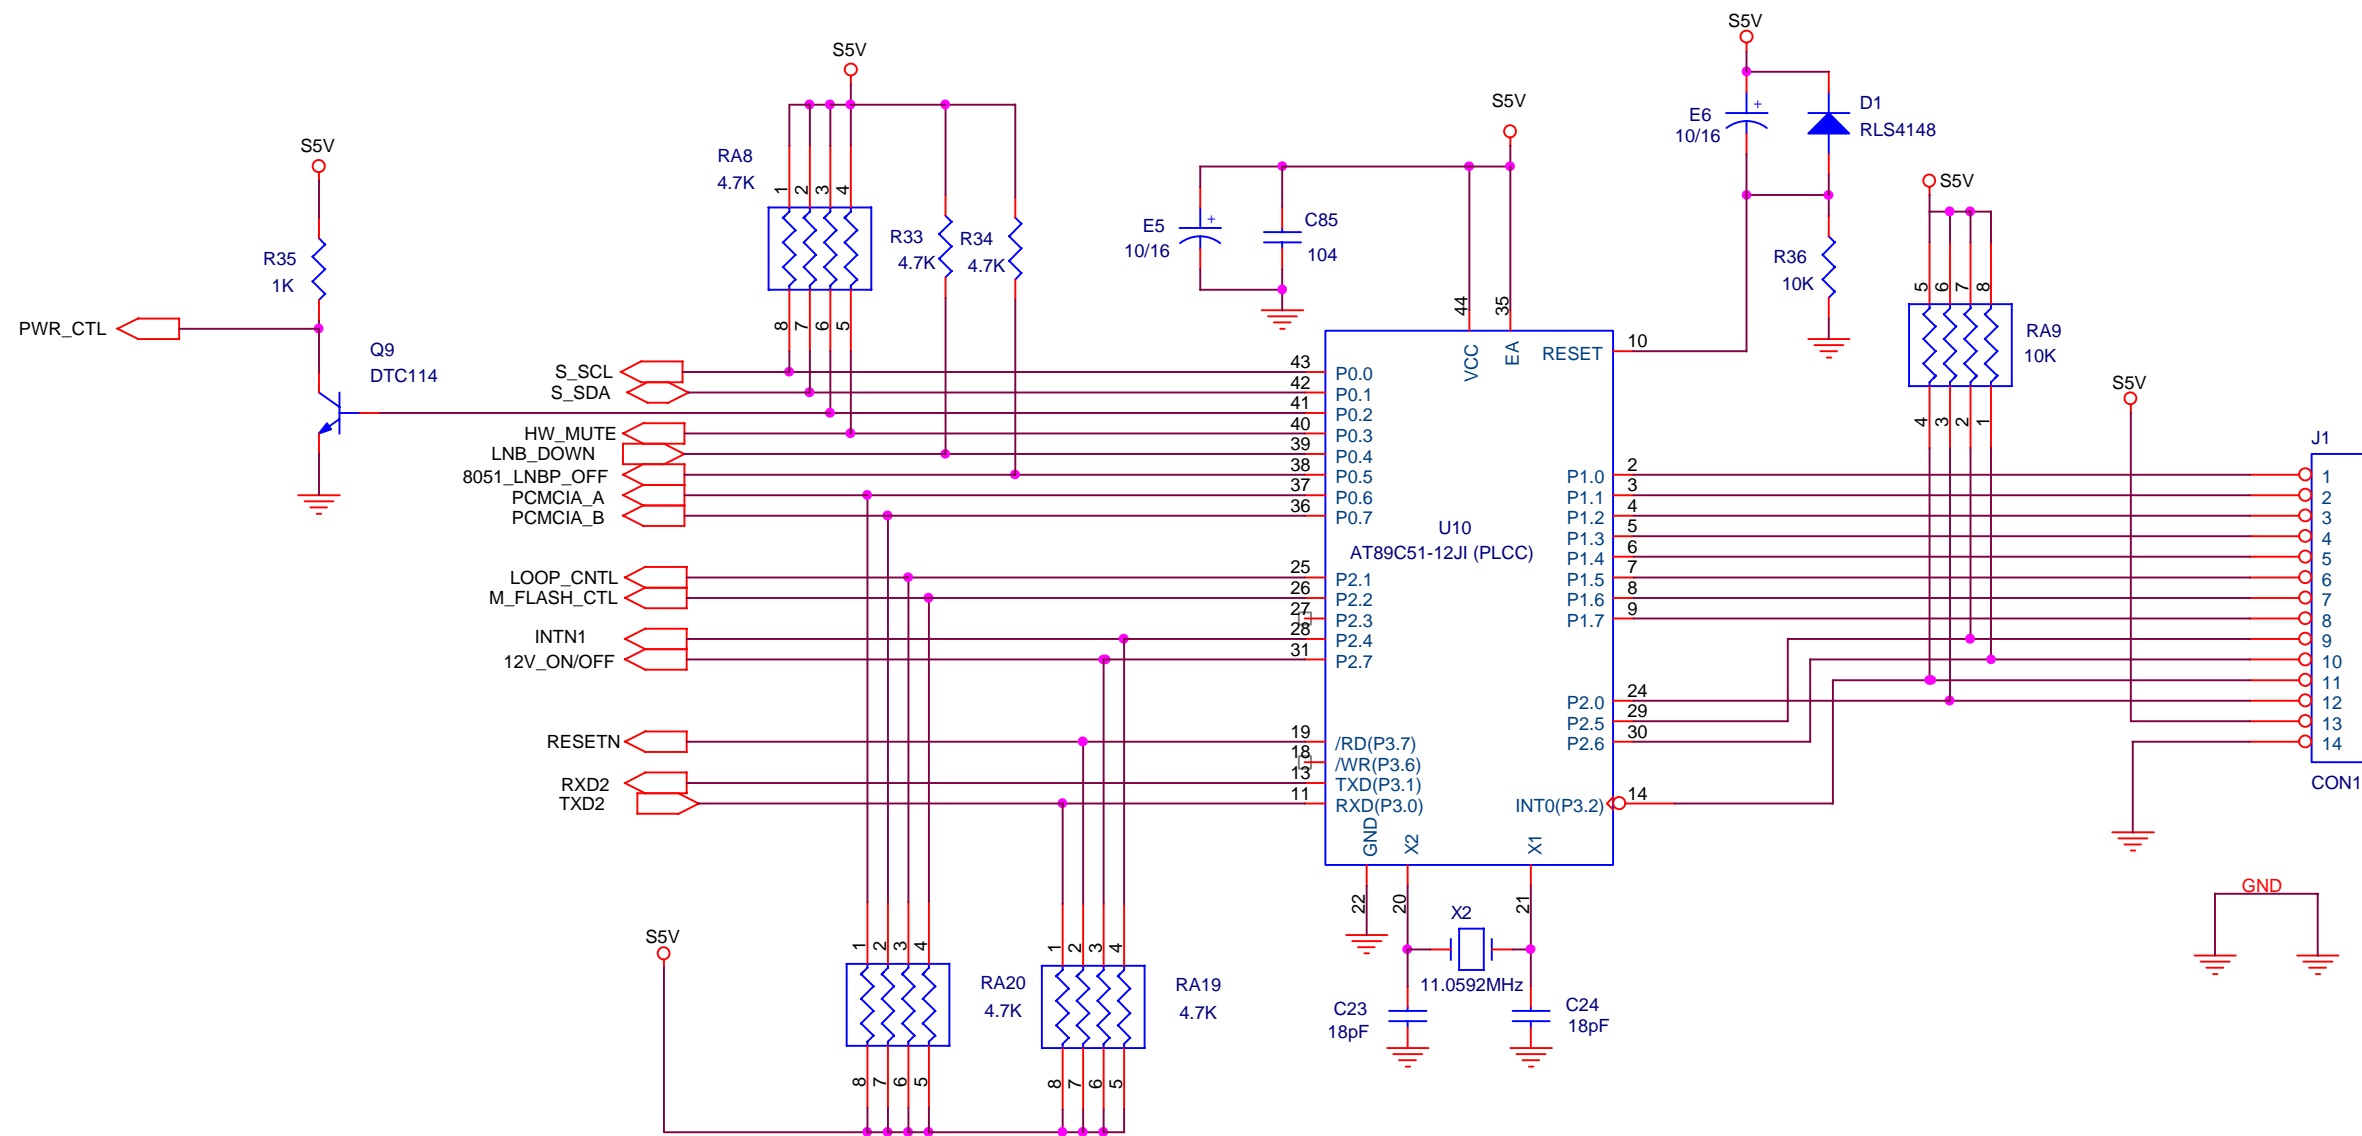 S5V
S5V
S5V
S5V
E6
10/16
D1
RLS4148
RA8
4.7K
1 2 3 4
S5V
R35
1K
R33
4.7K
R34
4.7K
E5
10/16
C85
104
R36
10K
5 6 7 8
RA9
10K
4 3 2 1
S5V
8 7 6 5
44
35
PWR_CTL
Q9
DTC114
VCC
EA
RESET
10
S_SCL
43
P0.0
S_SDA
42
P0.1
41
P0.2
HW_MUTE
40
P0.3
LNB_DOWN
39
P0.4
8051_LNBP_OFF
38
P0.5
PCMCIA_A
37
P0.6
PCMCIA_B
36
P0.7
U10
AT89C51-12JI (PLCC)
LOOP_CNTL
25
P2.1
M_FLASH_CTL
26
P2.2
27
P2.3
INTN1
28
P2.4
12V_ON/OFF
31
P2.7
RESETN
19
/RD(P3.7)
18
/WR(P3.6)
RXD2
13
TXD(P3.1)
TXD2
11
RXD(P3.0)
P1.0
2
P1.1
3
P1.2
4
P1.3
5
P1.4
6
P1.5
7
P1.6
8
P1.7
9
P2.0
24
P2.5
29
P2.6
30
INT0(P3.2)
14
J1
1
2
3
4
5
6
7
8
9
10
11
12
13
14
CON1
GND
X2
X1
22
20
21
X2
11.0592MHz
C23
18pF
C24
18pF
GND
S5V
1 2 3 4
RA20
4.7K
8 7 6 5
1 2 3 4
RA19
4.7K
8 7 6 5